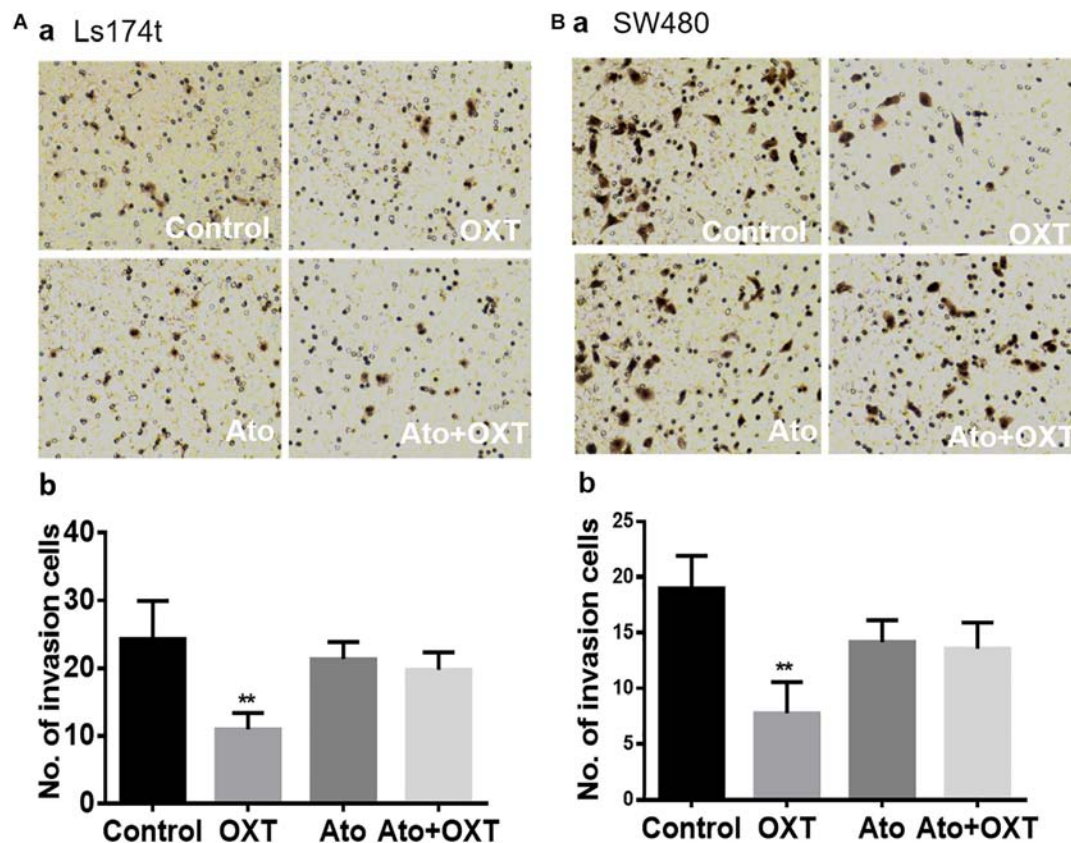 A a Ls174t
Control
OXT
Ato
Ato+OXT
b
No. of invasion cells
40
30
20
10
0
**
Control OXT Ato Ato+OXT
B a SW480
Control
OXT
Ato
Ato+OXT
b
No. of invasion cells
25
20
15
10
5
0
**
Control OXT Ato Ato+OXT